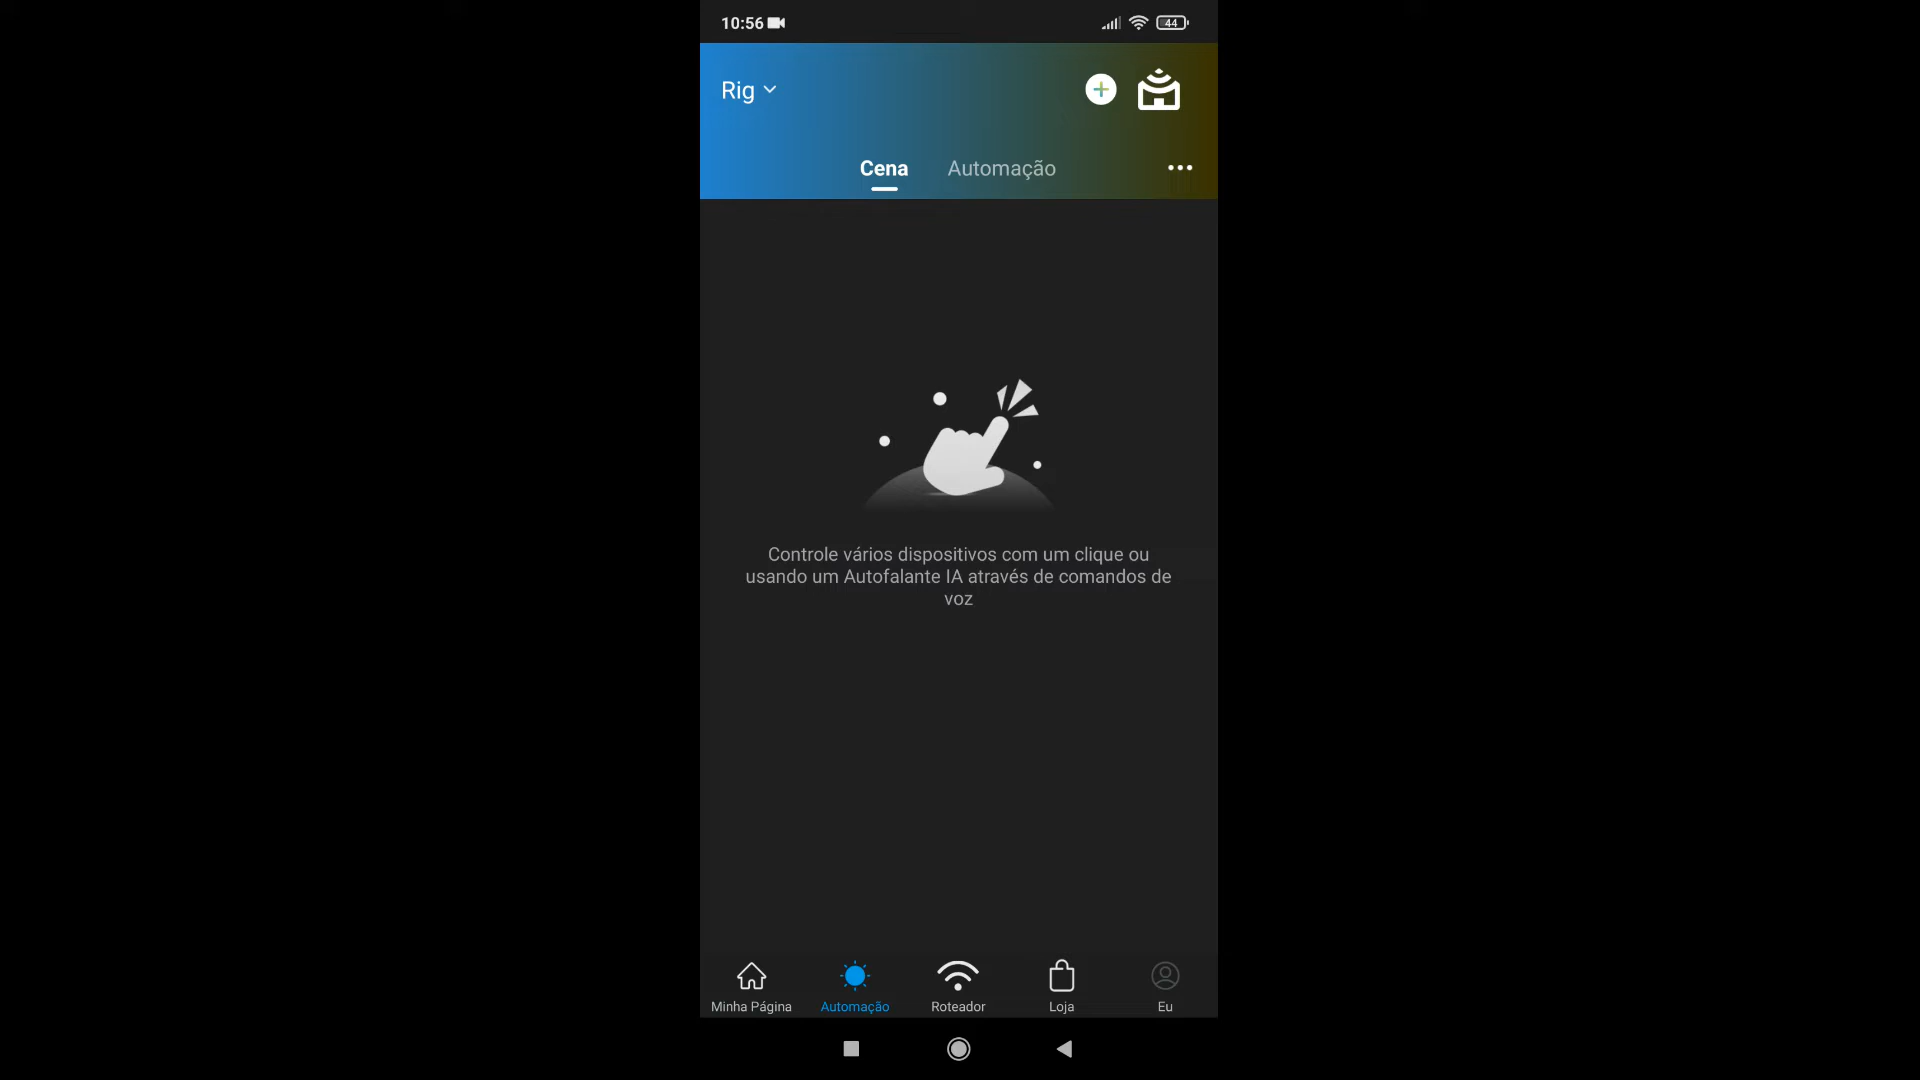 10:56
44
Rig
Cena Automação
Controle vários dispositivos com um clique ou
usando um Autofalante IA através de comandos de
voz
Minha Página Automação Roteador Loja Eu